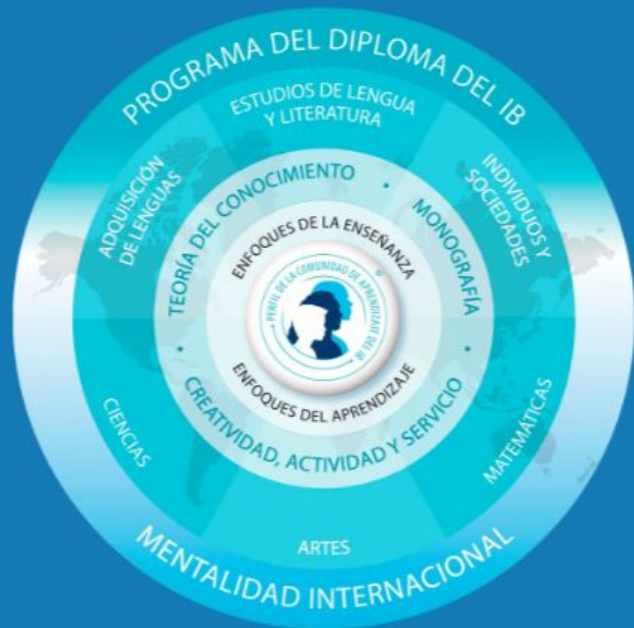 PROGRAMA DEL DIPLOMA DEL IB
ESTUDIOS DE LENGUA
Y LITERATURA
ADQUISICIÓN
DE LENGUAS
INDIVIDUOS Y
SOCIEDADES
TEORÍA DEL CONOCIMIENTO
•
MONOGRAFÍA
•
ENFOQUES DE LA ENSEÑANZA
PERFIL DE LA COMUNIDAD DE APRENDIZAJE DEL IB
ENFOQUES DEL APRENDIZAJE
CREATIVIDAD, ACTIVIDAD Y SERVICIO
•
CIENCIAS
MATEMÁTICAS
ARTES
MENTALIDAD INTERNACIONAL